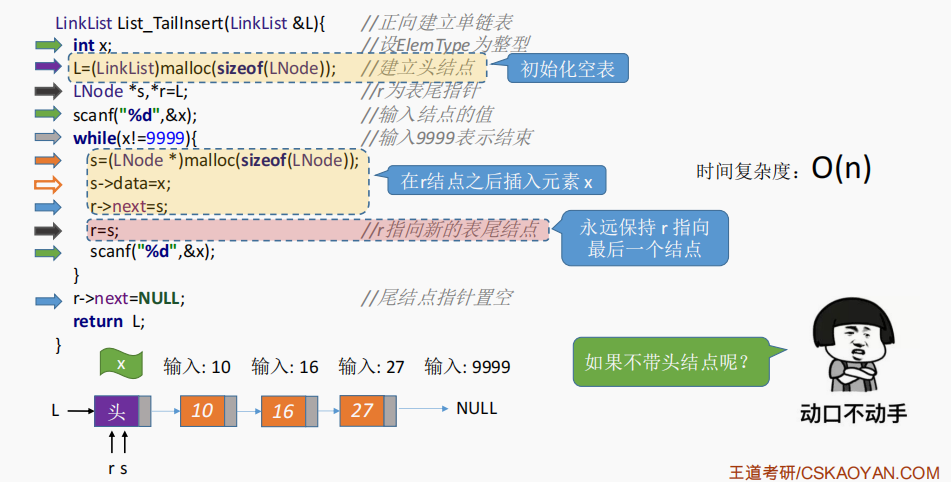 LinkList List_TailInsert(LinkList &L){ //正向建立单链表
int x; //设ElemType为整型
L=(LinkList)malloc(sizeof(LNode)); //建立头结点
初始化空表
LNode *s,*r=L; //r为表尾指针
scanf("%d",&x); //输入结点的值
while(x!=9999){ //输入9999表示结束
s=(LNode *)malloc(sizeof(LNode));
s->data=x;
r->next=s;
在r结点之后插入元素 x
时间复杂度：O(n)
r=s; //r指向新的表尾结点
永远保持 r 指向
最后一个结点
scanf("%d",&x);
}
r->next=NULL; //尾结点指针置空
return L;
}
x
输入: 10 输入: 16 输入: 27 输入: 9999
L 头 10 16 27 NULL
r s
如果不带头结点呢？
动口不动手
王道考研/CSKAOYAN.COM